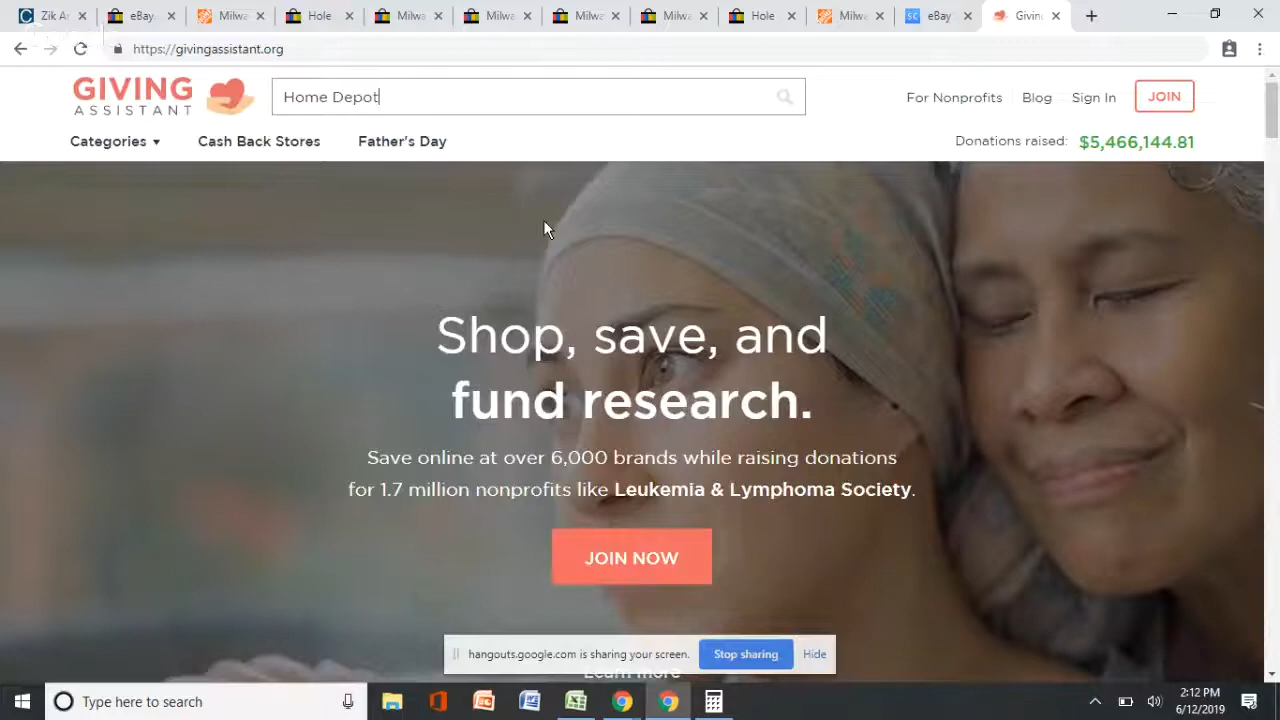 Zik Ar
eBay
Milwa
Hole
Milwa
Milwa
Milwa
Milwa
Hole
Milwa
eBay
Givin
https://givingassistant.org
GIVING
ASSISTANT
Home Depot
For Nonprofits
Blog
Sign In
JOIN
Categories ▾
Cash Back Stores
Father's Day
Donations raised: $5,466,144.81
Shop, save, and
fund research.
Save online at over 6,000 brands while raising donations
for 1.7 million nonprofits like Leukemia & Lymphoma Society.
JOIN NOW
hangouts.google.com is sharing your screen.
Stop sharing
Hide
Learn more
Type here to search
2:12 PM
6/12/2019